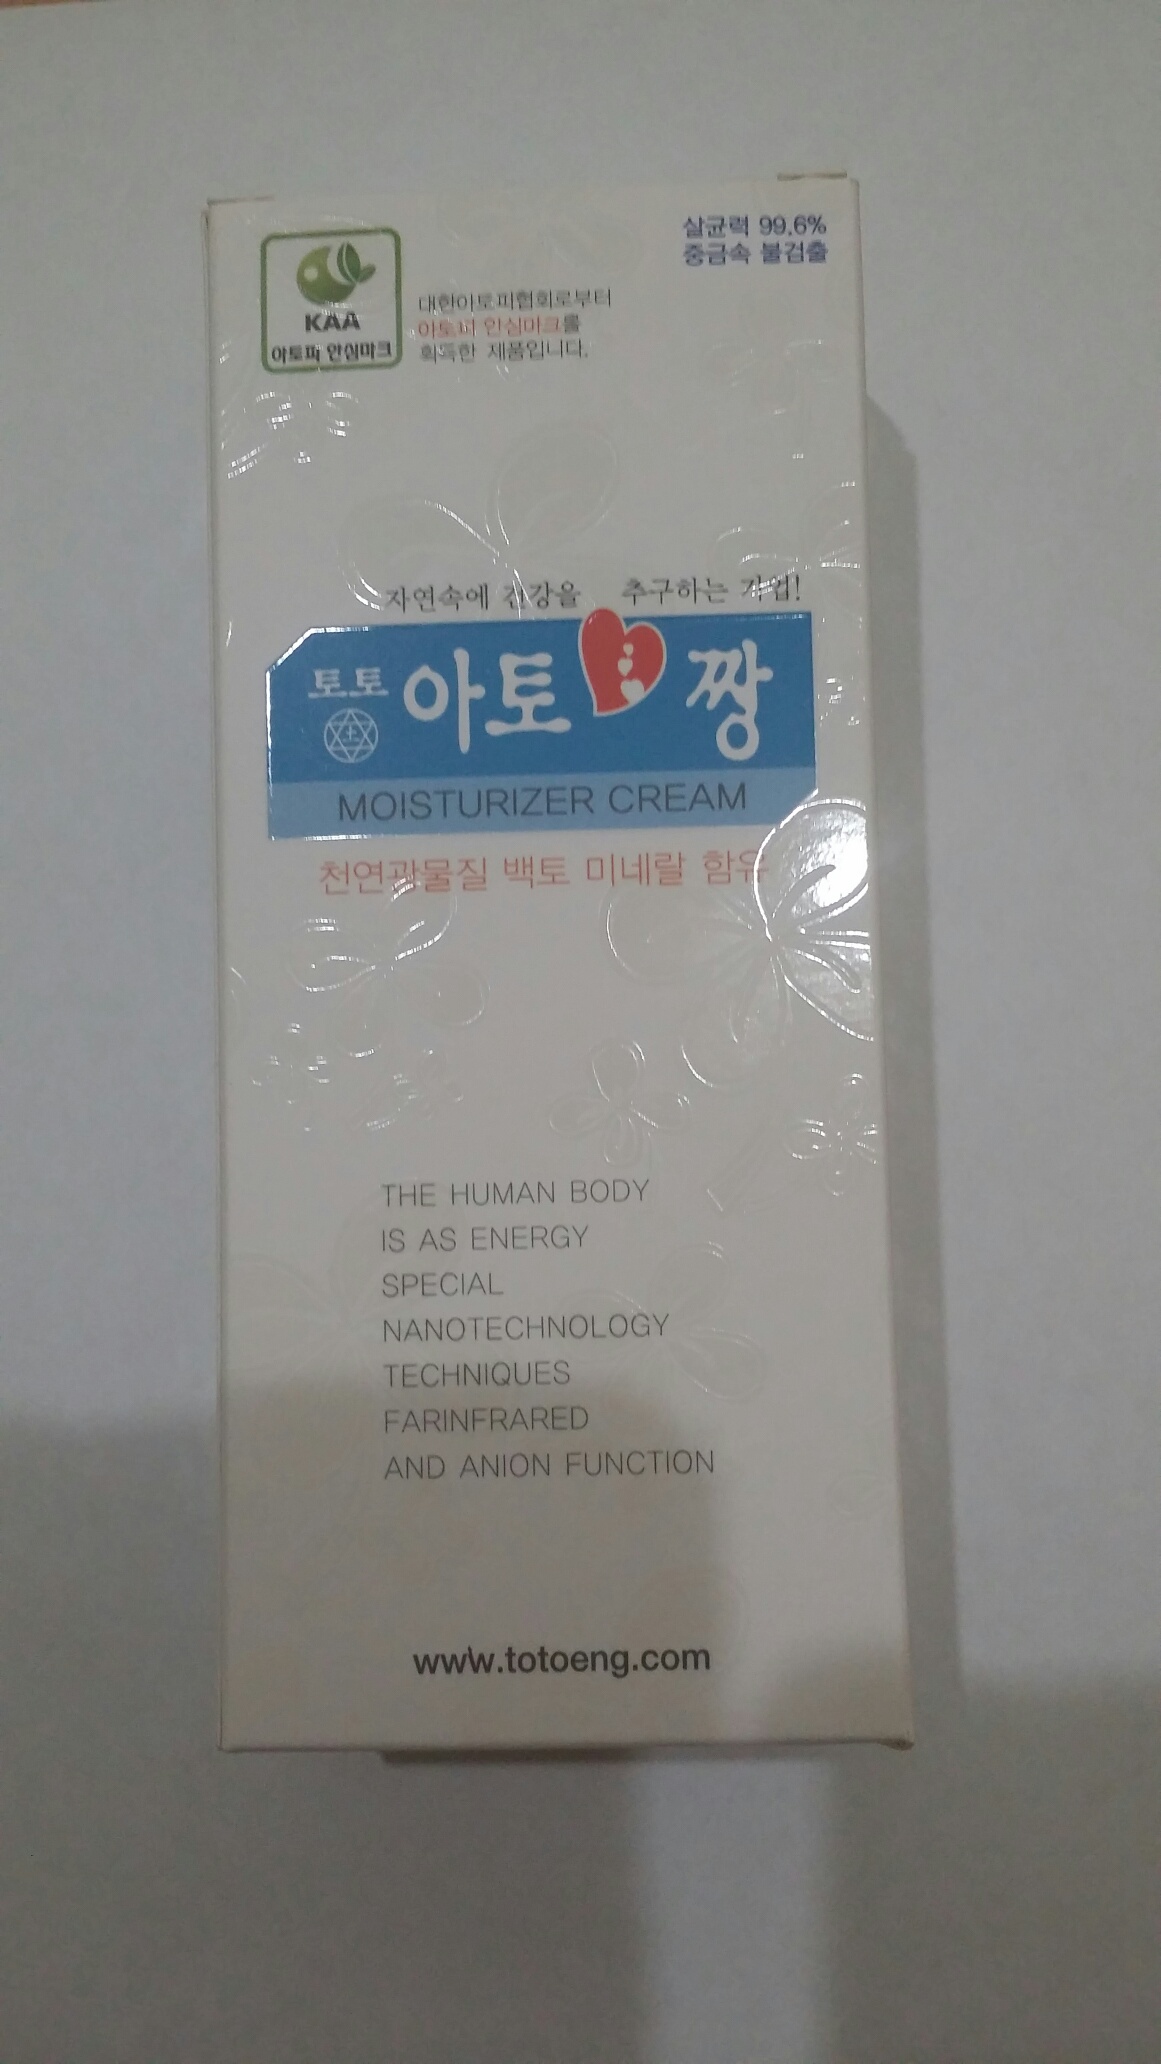 살균력 99.6%
중금속 불검출
KAA
아토피 안심마크
대한아토피협회로부터
아토피 안심마크를
획득한 제품입니다.
자연속에 건강을 추구하는 기업!
토토 아토 짱
土
MOISTURIZER CREAM
천연광물질 백토 미네랄 함유
THE HUMAN BODY
IS AS ENERGY
SPECIAL
NANOTECHNOLOGY
TECHNIQUES
FARINFRARED
AND ANION FUNCTION
www.totoeng.com